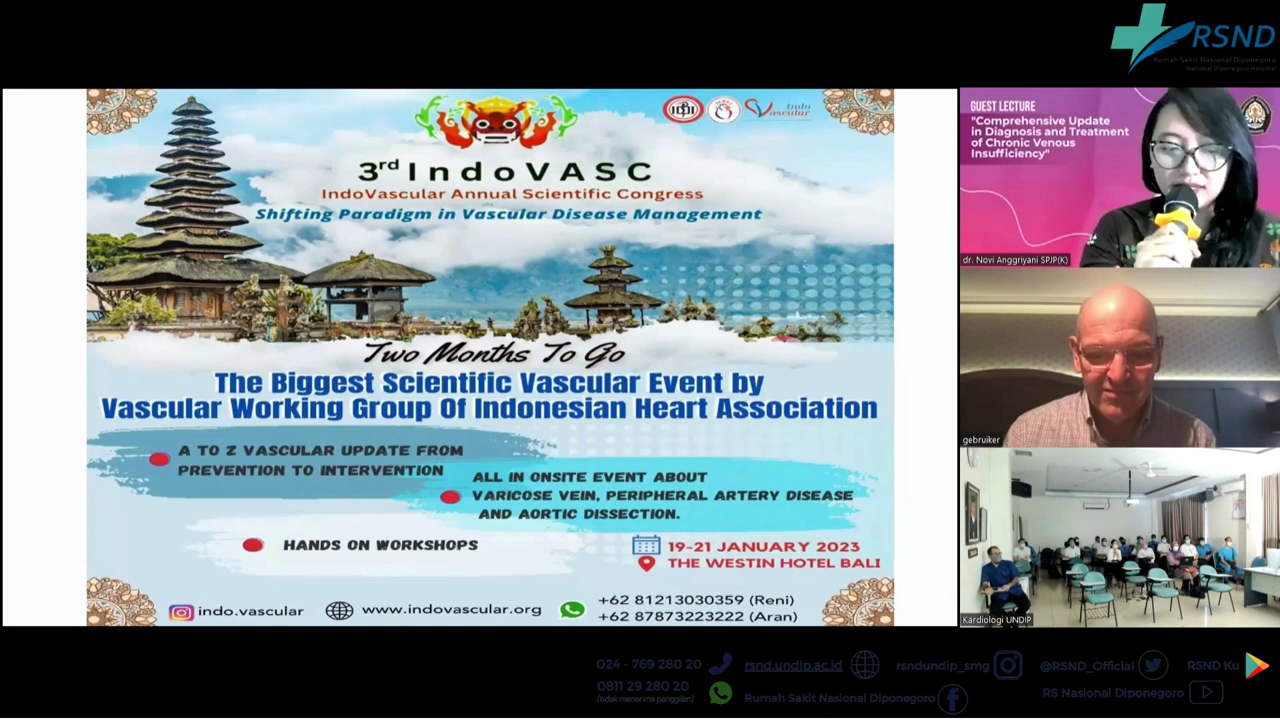 RSND
Rumah Sakit Nasional Diponegoro
National Diponegoro Hospital
Indo
Vascular
3rd IndoVASC
IndoVascular Annual Scientific Congress
Shifting Paradigm in Vascular Disease Management
Two Months To Go
The Biggest Scientific Vascular Event by
Vascular Working Group Of Indonesian Heart Association
A TO Z VASCULAR UPDATE FROM
PREVENTION TO INTERVENTION
ALL IN ONSITE EVENT ABOUT
VARICOSE VEIN, PERIPHERAL ARTERY DISEASE
AND AORTIC DISSECTION.
HANDS ON WORKSHOPS
19-21 JANUARY 2023
THE WESTIN HOTEL BALI
indo.vascular
www.indovascular.org
+62 81213030359 (Reni)
+62 87873223222 (Aran)
GUEST LECTURE
"Comprehensive Update
in Diagnosis and Treatment
of Chronic Venous
Insufficiency"
dr. Novi Anggriyani SPJP(K)
gebruiker
Kardiologi UNDIP
024 - 769 280 20
rsnd.undip.ac.id
rsndundip_smg
@RSND_Official
RSND Ku
0811 29 280 20
(tidak menerima panggilan)
Rumah Sakit Nasional Diponegoro
RS Nasional Diponegoro